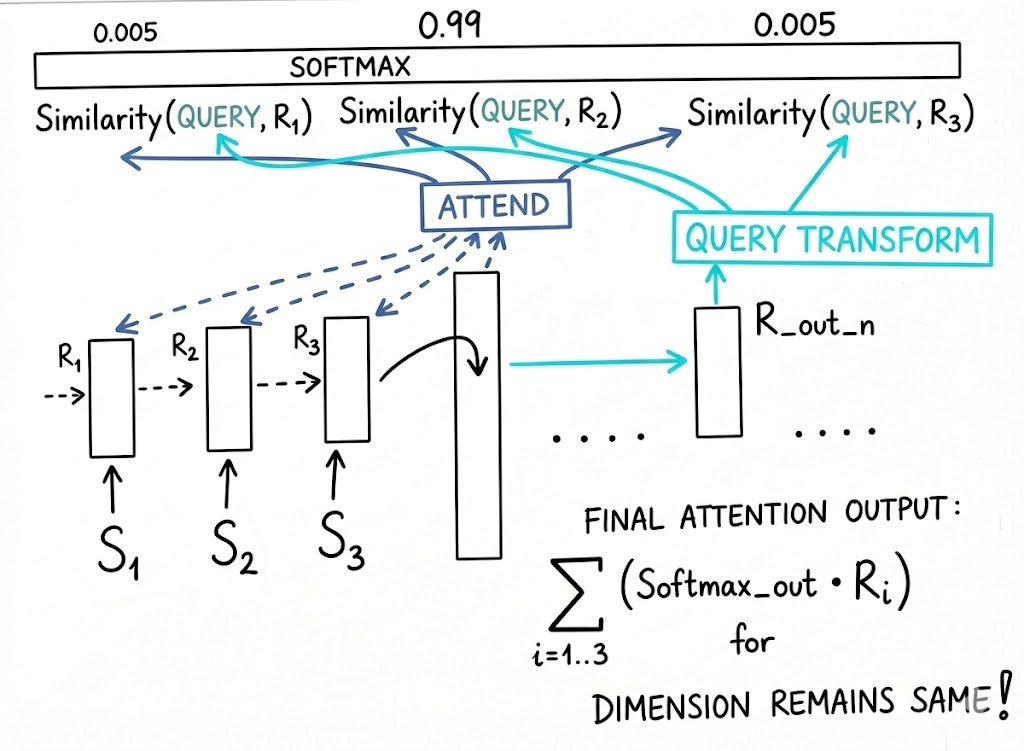 0.005 0.99 0.005
SOFTMAX
Similarity(QUERY, R₁) Similarity(QUERY, R₂) Similarity(QUERY, R₃)
ATTEND
QUERY TRANSFORM
R₁ R₂ R₃ R_out_n
. . . . . . . .
S₁ S₂ S₃
FINAL ATTENTION OUTPUT:
∑ (Softmax_out • Rᵢ)
i=1..3
for
DIMENSION REMAINS SAME!